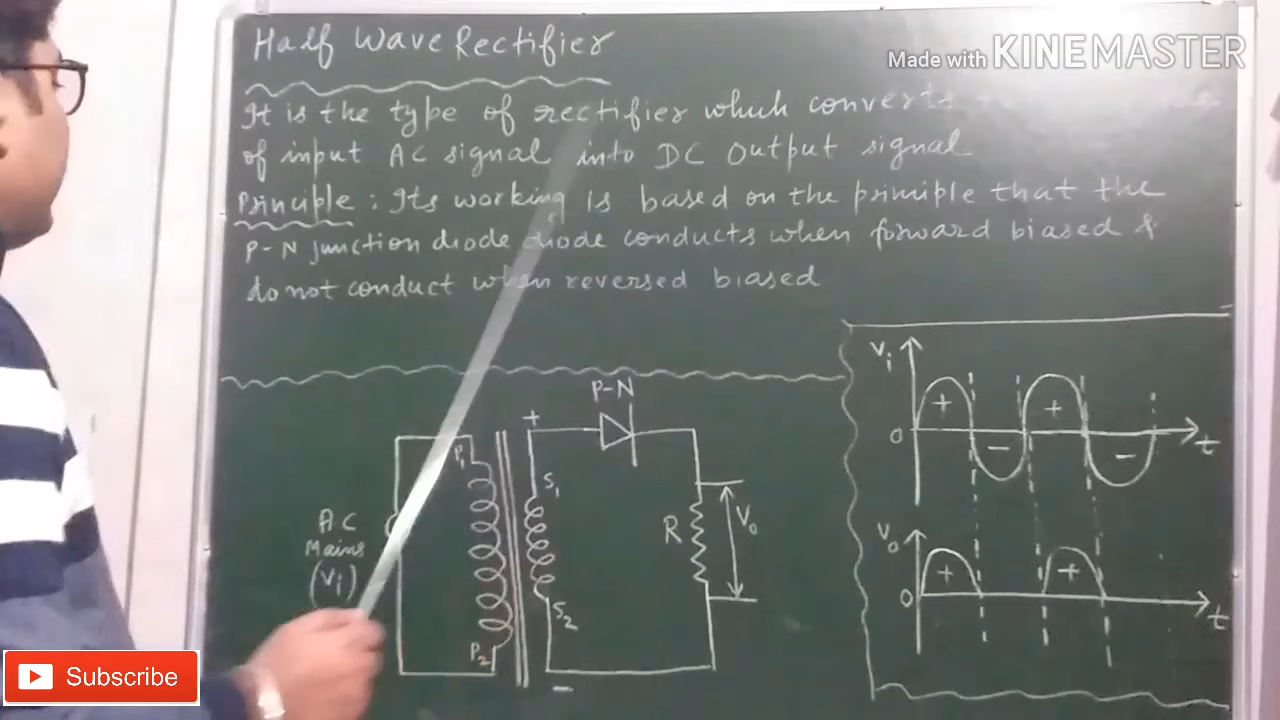 Half Wave Rectifier
Made with KINEMASTER
It is the type of rectifier which converts
of input AC signal into DC output signal
Principle : Its working is based on the principle that the
P-N junction diode diode conducts when forward biased &
do not conduct when reversed biased
P-N
+
P1
S1
AC
Mains
(Vi)
R
V0
S2
P2
-
Vi
+
+
0
-
-
t
V0
+
+
0
t
Subscribe